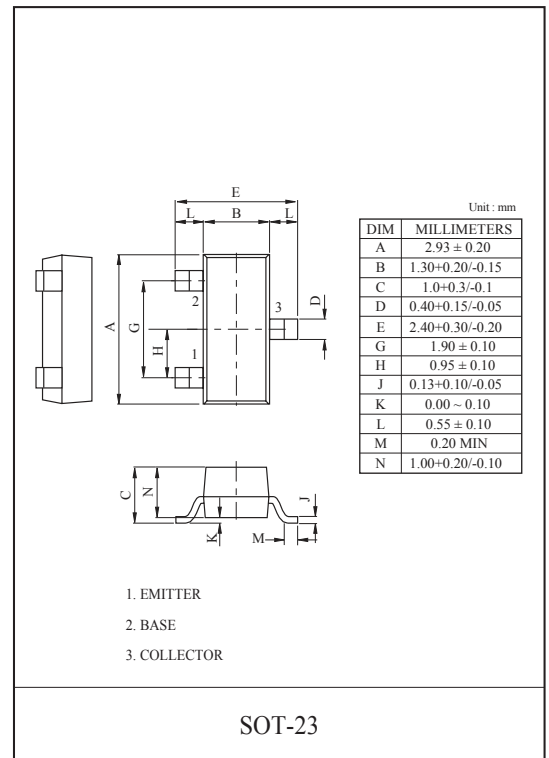 E
L B L
Unit : mm
DIM MILLIMETERS
A 2.93 ± 0.20
B 1.30+0.20/-0.15
C 1.0+0.3/-0.1
D 0.40+0.15/-0.05
E 2.40+0.30/-0.20
G 1.90 ± 0.10
H 0.95 ± 0.10
J 0.13+0.10/-0.05
K 0.00 ~ 0.10
L 0.55 ± 0.10
M 0.20 MIN
N 1.00+0.20/-0.10
2
3
D
A
G
H
1
C
N
J
K
M
1. EMITTER
2. BASE
3. COLLECTOR
SOT-23